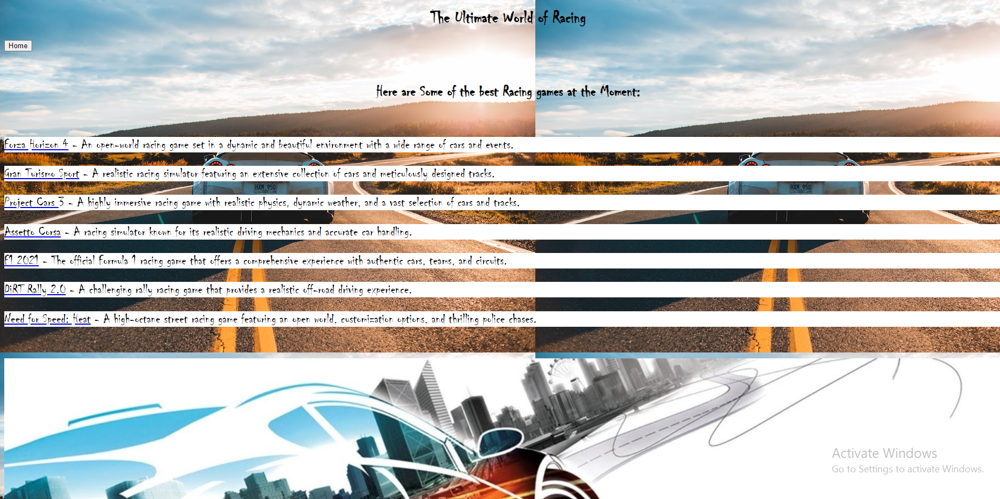 The Ultimate World of Racing
Home
Here are Some of the best Racing games at the Moment:
Forza Horizon 4 - An open-world racing game set in a dynamic and beautiful environment with a wide range of cars and events.
Gran Turismo Sport - A realistic racing simulator featuring an extensive collection of cars and meticulously designed tracks.
HXM 950
HXM 950
Project Cars 3 - A highly immersive racing game with realistic physics, dynamic weather, and a vast selection of cars and tracks.
Assetto Corsa - A racing simulator known for its realistic driving mechanics and accurate car handling.
F1 2021 - The official Formula 1 racing game that offers a comprehensive experience with authentic cars, teams, and circuits.
DiRT Rally 2.0 - A challenging rally racing game that provides a realistic off-road driving experience.
Need for Speed: Heat - A high-octane street racing game featuring an open world, customization options, and thrilling police chases.
Activate Windows
Go to Settings to activate Windows.